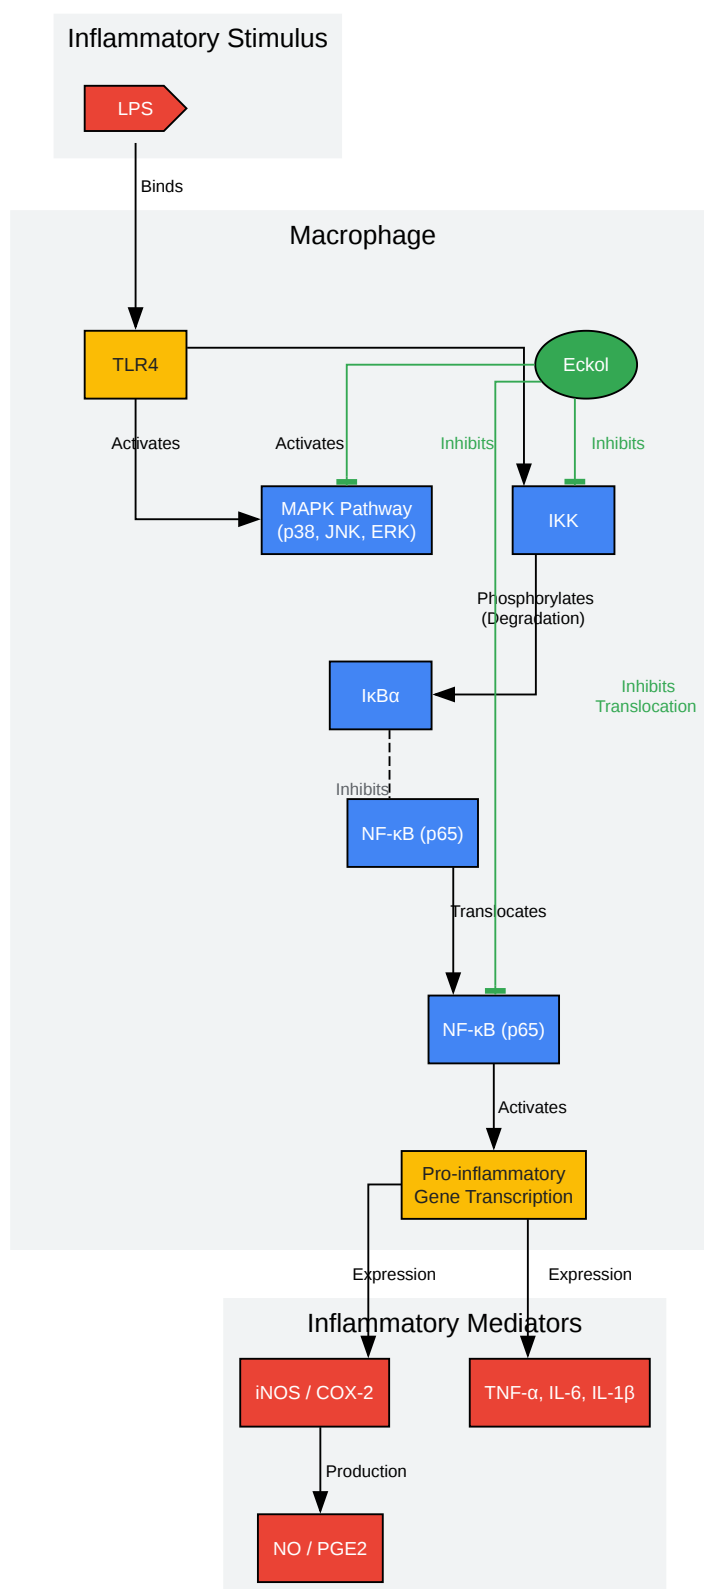 Inflammatory Stimulus
LPS
Binds
Macrophage
TLR4
Eckol
Activates
Activates
Inhibits
Inhibits
MAPK Pathway
(p38, JNK, ERK)
IKK
Phosphorylates
(Degradation)
IκBα
Inhibits
Translocation
Inhibits
NF-κB (p65)
Translocates
NF-κB (p65)
Activates
Pro-inflammatory
Gene Transcription
Expression
Expression
Inflammatory Mediators
iNOS / COX-2
TNF-α, IL-6, IL-1β
Production
NO / PGE2